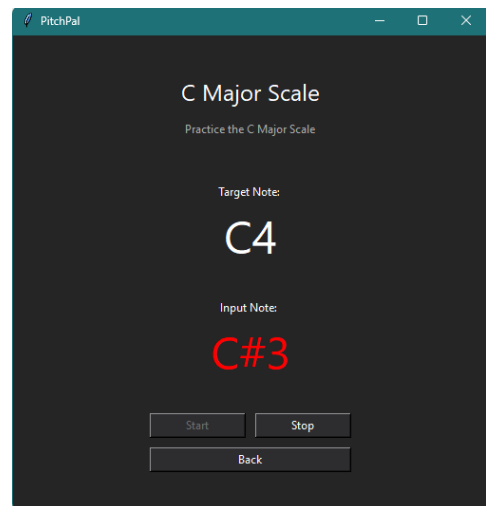 PitchPal
C Major Scale
Practice the C Major Scale
Target Note:
C4
Input Note:
C#3
Start Stop
Back